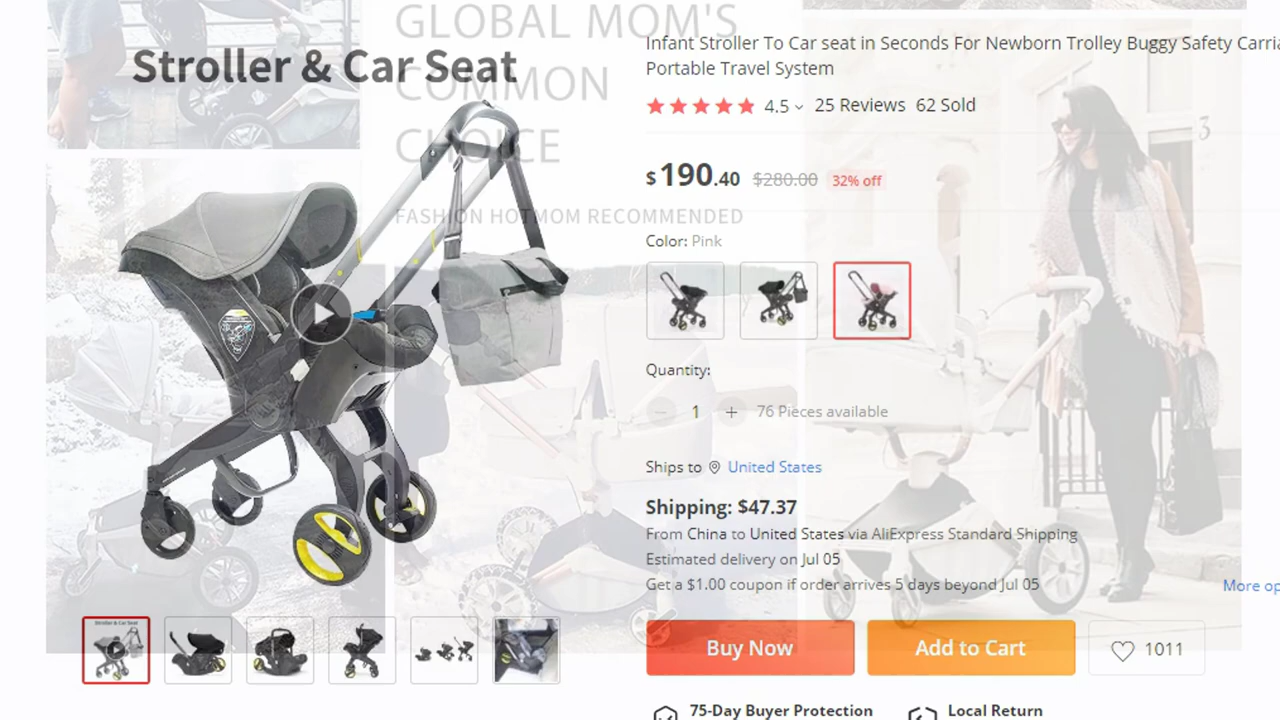 GLOBAL MOM'S
COMMON
CHOICE
FASHION HOTMOM RECOMMENDED
Stroller & Car Seat
Infant Stroller To Car seat in Seconds For Newborn Trolley Buggy Safety Carria
Portable Travel System
4.5 25 Reviews 62 Sold
$190.40 $280.00 32% off
Color: Pink
Quantity:
− 1 + 76 Pieces available
Ships to United States
Shipping: $47.37
From China to United States via AliExpress Standard Shipping
Estimated delivery on Jul 05
Get a $1.00 coupon if order arrives 5 days beyond Jul 05
More op
Stroller & Car Seat
Buy Now Add to Cart 1011
75-Day Buyer Protection Local Return
3